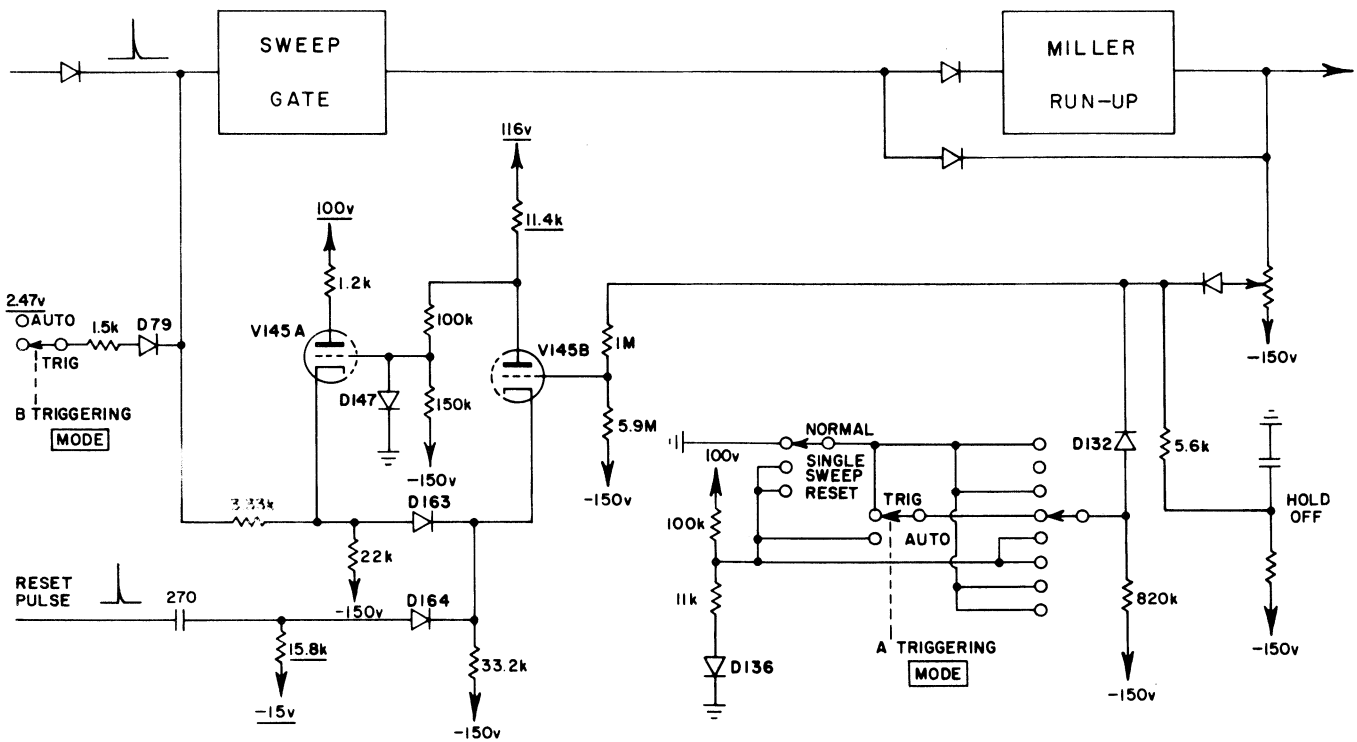 SWEEP
GATE
MILLER
RUN-UP
116v
11.4k
100v
1.2k
2.47v
AUTO
1.5k
D79
TRIG
B TRIGGERING
MODE
V145A
100k
V145B
1M
D147
150k
5.9M
-150v
-150v
-150v
3.33k
D163
22k
-150v
RESET
PULSE
270
D164
15.8k
-15v
33.2k
-150v
NORMAL
SINGLE
SWEEP
RESET
100v
100k
11k
D136
TRIG
AUTO
A TRIGGERING
MODE
D132
5.6k
820k
-150v
HOLD
OFF
-150v